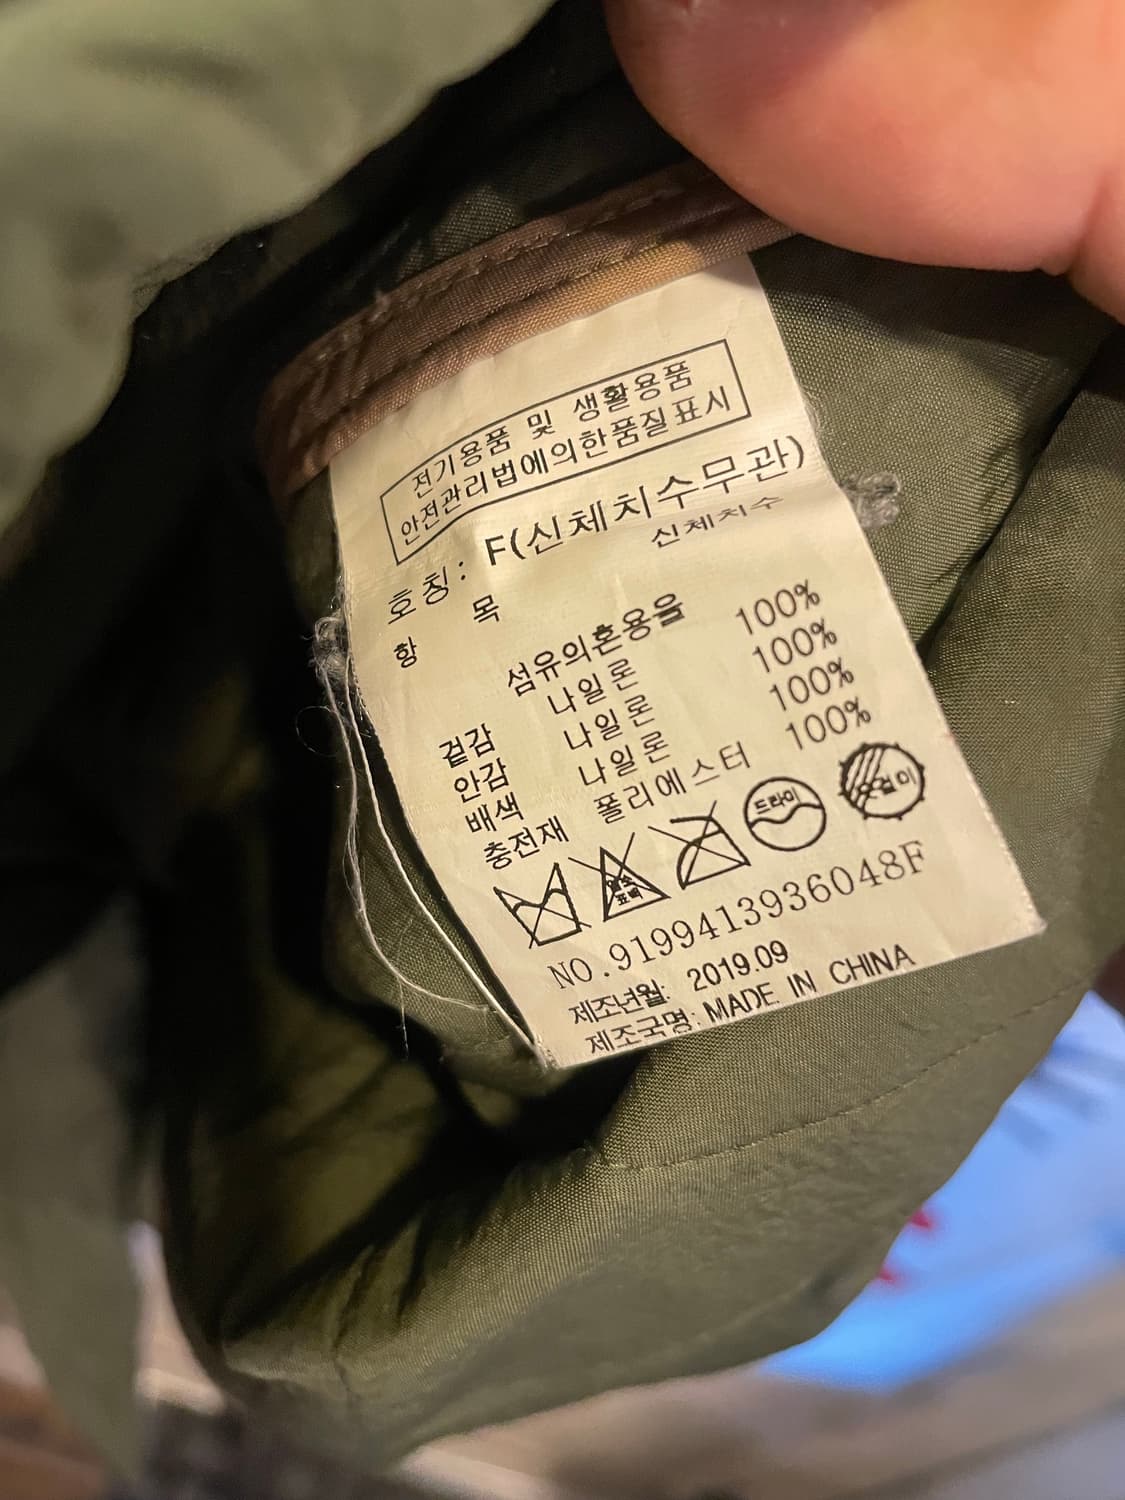 전기용품 및 생활용품
안전관리법에의한품질표시
호칭: F(신체치수무관)
신체치수
항 목
섬유의혼용율
겉감 나일론 100%
안감 나일론 100%
배색 나일론 100%
충전재 폴리에스터 100%
표백
드라이
NO.9199413936048F
제조년월: 2019.09
제조국명: MADE IN CHINA